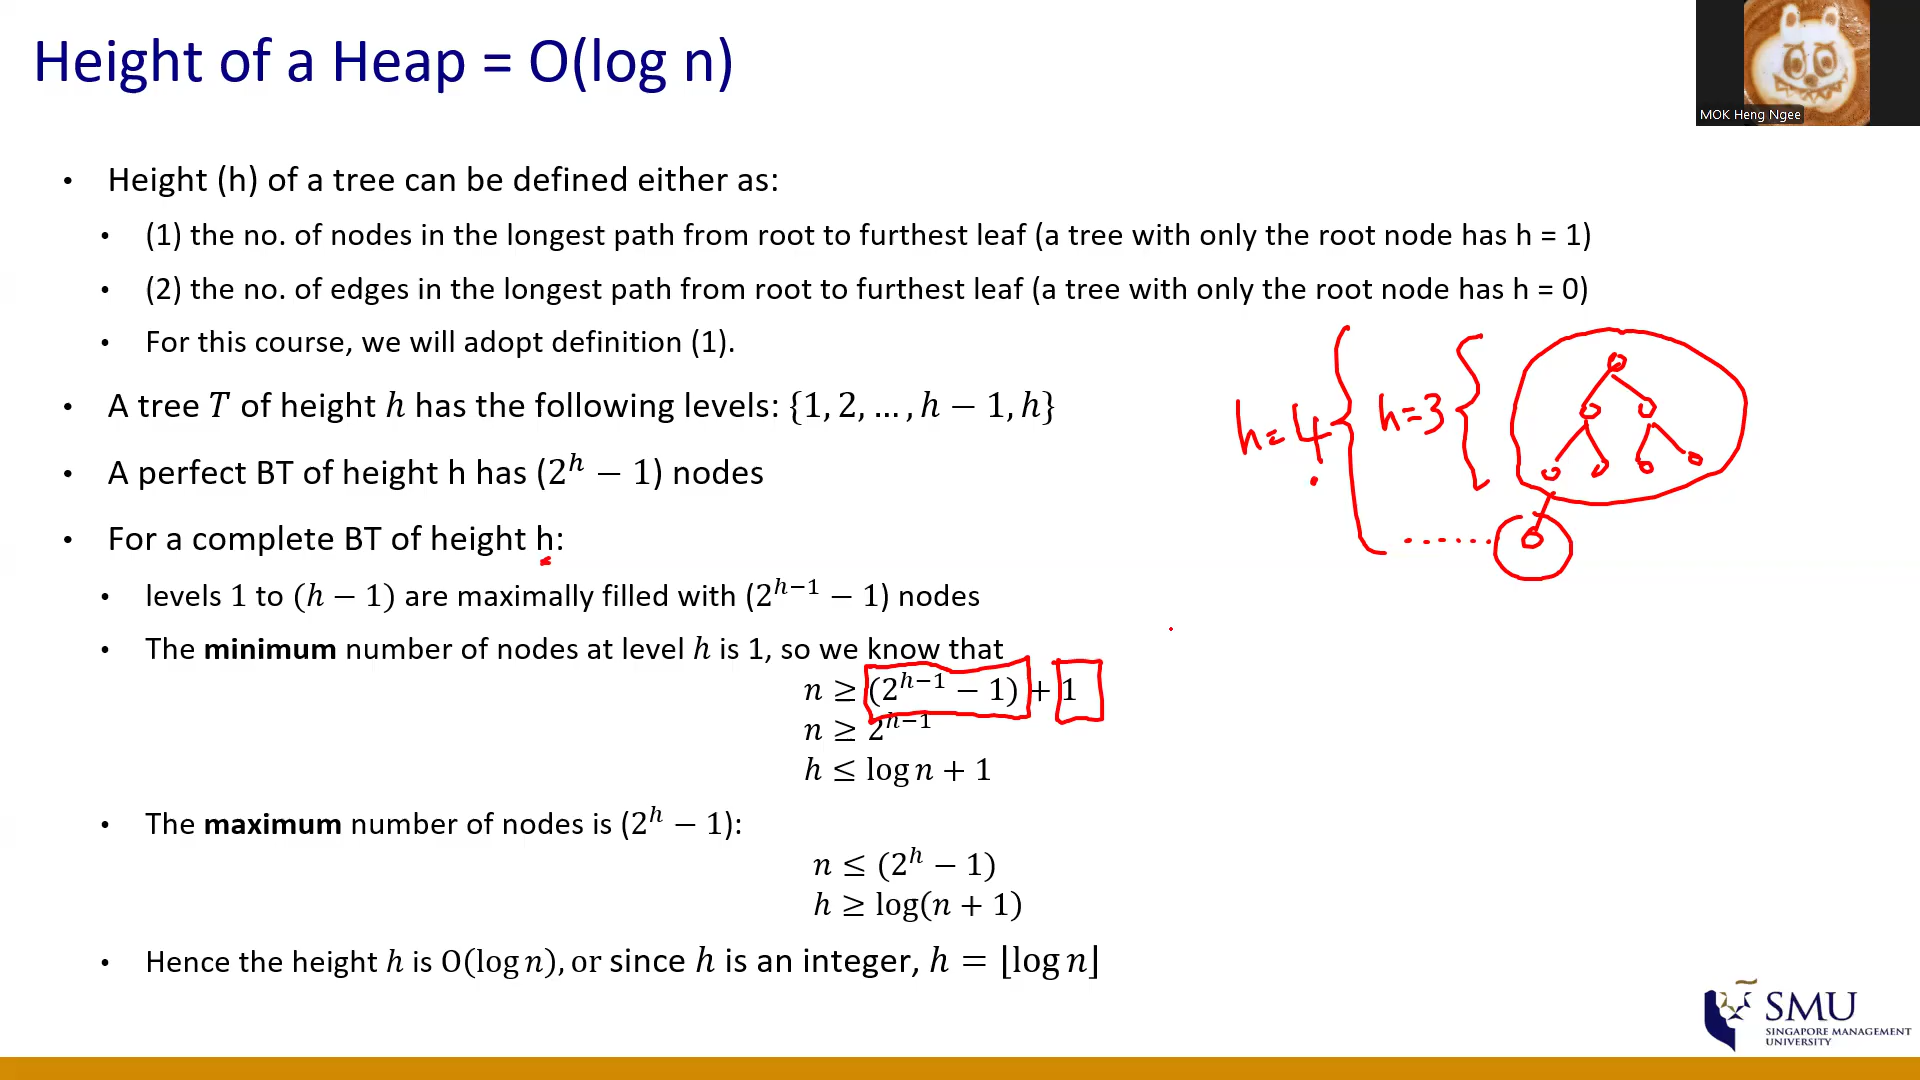 Height of a Heap = O(log n)
MOK Heng Ngee
• Height (h) of a tree can be defined either as:
• (1) the no. of nodes in the longest path from root to furthest leaf (a tree with only the root node has h = 1)
• (2) the no. of edges in the longest path from root to furthest leaf (a tree with only the root node has h = 0)
• For this course, we will adopt definition (1).
• A tree T of height h has the following levels: {1, 2, … , h − 1, h}
h=4
h=3
• A perfect BT of height h has (2^h − 1) nodes
• For a complete BT of height h:
• levels 1 to (h − 1) are maximally filled with (2^{h−1} − 1) nodes
• The minimum number of nodes at level h is 1, so we know that
n ≥ (2^{h−1} − 1) + 1
n ≥ 2^{h−1}
h ≤ log n + 1
• The maximum number of nodes is (2^h − 1):
n ≤ (2^h − 1)
h ≥ log(n + 1)
• Hence the height h is O(log n), or since h is an integer, h = ⌊log n⌋
SMU
SINGAPORE MANAGEMENT
UNIVERSITY